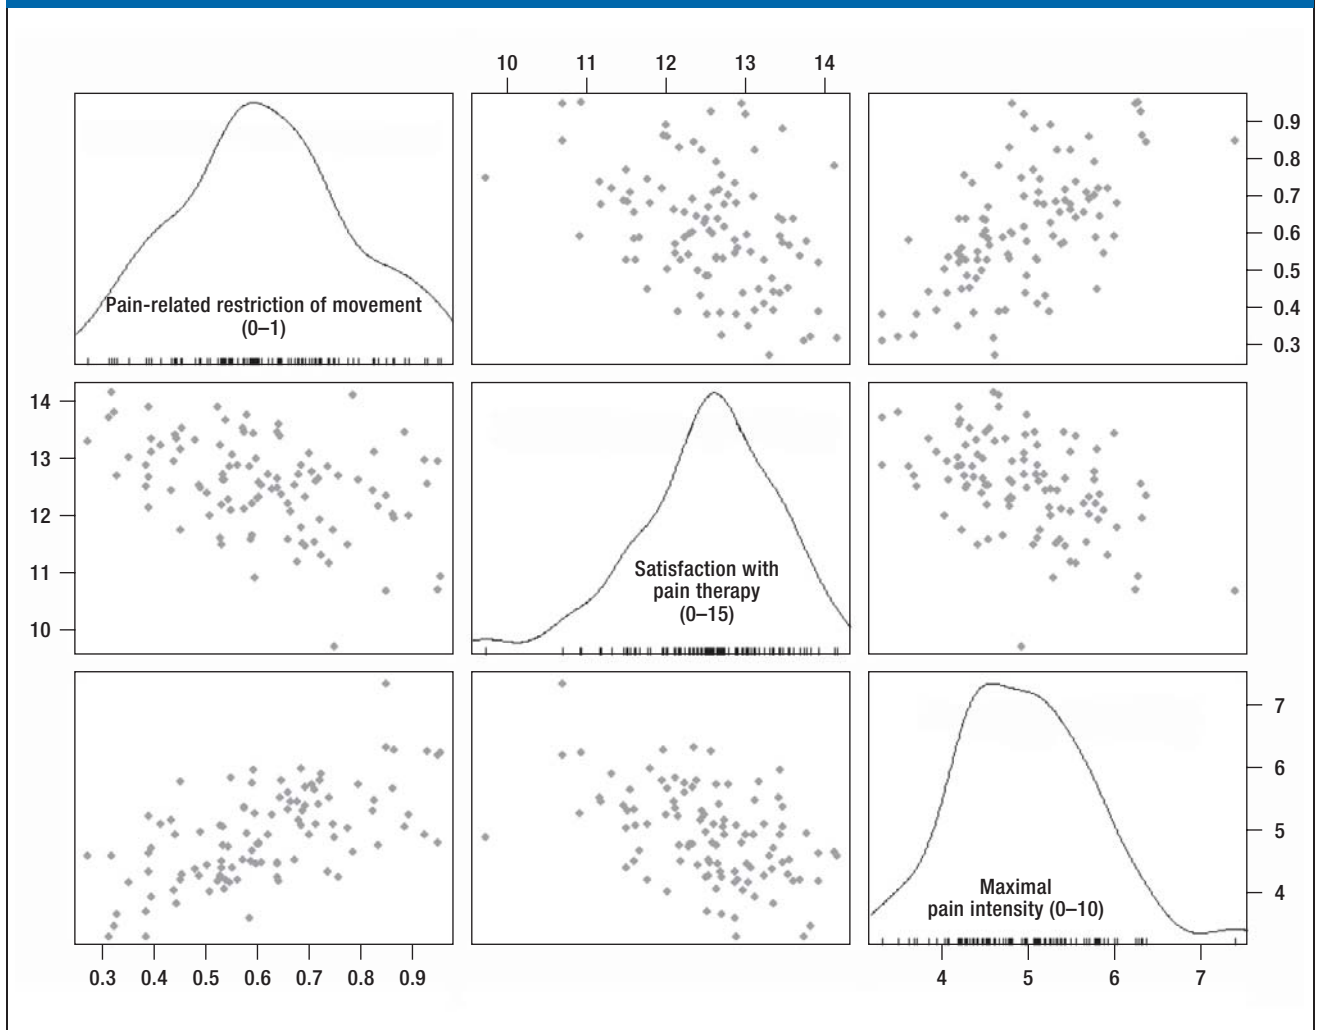 10 11 12 13 14
0.9
0.8
0.7
0.6
0.5
0.4
0.3
Pain-related restriction of movement
(0–1)
14
13
12
11
10
Satisfaction with
pain therapy
(0–15)
7
6
5
4
Maximal
pain intensity (0–10)
0.3 0.4 0.5 0.6 0.7 0.8 0.9
4 5 6 7